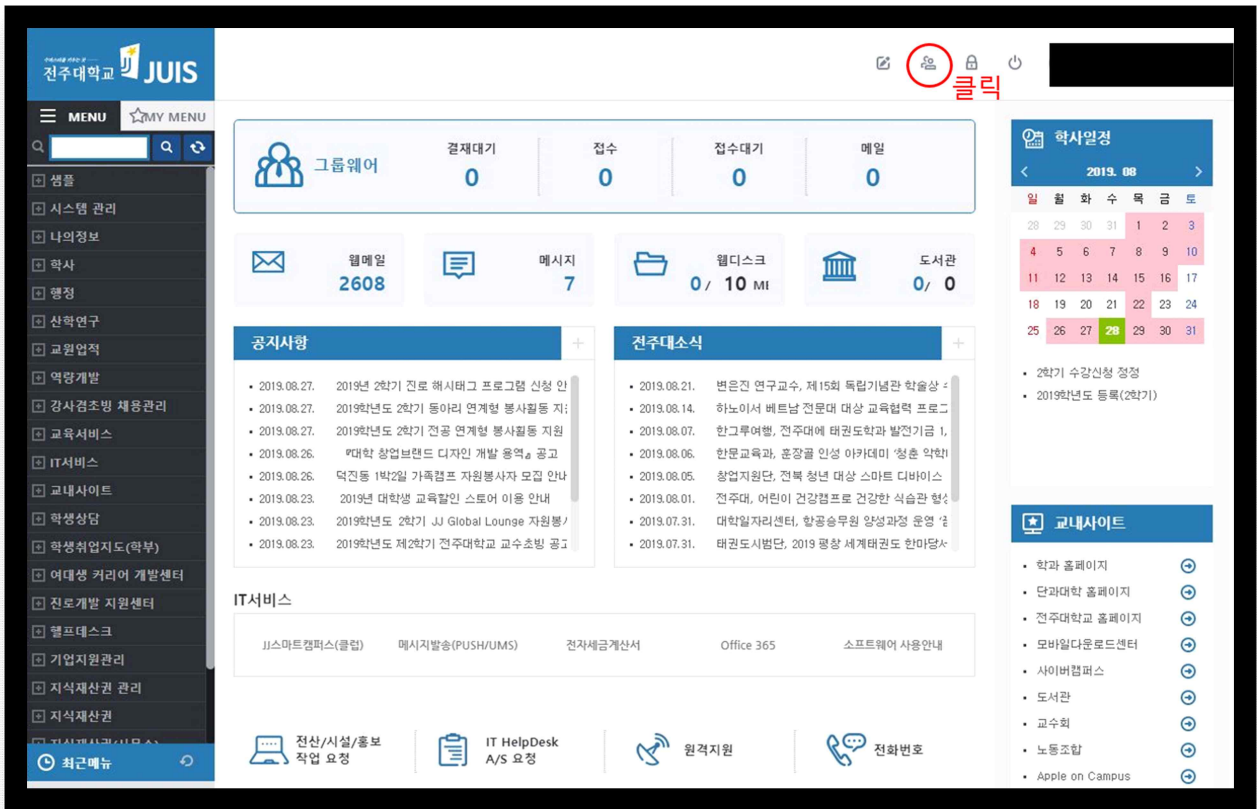 전주대학교 JUIS
클릭
MENU
MY MENU
샘플
시스템 관리
나의정보
학사
행정
산학연구
교원업적
역량개발
강사겸초빙 채용관리
교육서비스
IT서비스
교내사이트
학생상담
학생취업지도(학부)
여대생 커리어 개발센터
진로개발 지원센터
헬프데스크
기업지원관리
지식재산권 관리
지식재산권
최근메뉴
그룹웨어
결재대기 접수 접수대기 메일
0 0 0 0
웹메일 메시지 웹디스크 도서관
2608 7 0/ 10 MI 0/ 0
공지사항
2019.08.27. 2019년 2학기 진로 해시태그 프로그램 신청 안
2019.08.27. 2019학년도 2학기 동아리 연계형 봉사활동 지
2019.08.27. 2019학년도 2학기 전공 연계형 봉사활동 지원
2019.08.26. 『대학 창업브랜드 디자인 개발 용역』 공고
2019.08.26. 덕진동 1박2일 가족캠프 자원봉사자 모집 안내
2019.08.23. 2019년 대학생 교육할인 스토어 이용 안내
2019.08.23. 2019학년도 2학기 JJ Global Lounge 자원봉
2019.08.23. 2019학년도 제2학기 전주대학교 교수초빙 공
전주대소식
2019.08.21. 변은진 연구교수, 제15회 독립기념관 학술상
2019.08.14. 하노이서 베트남 전문대 대상 교육협력 프로
2019.08.07. 한그루여행, 전주대에 태권도학과 발전기금 1,
2019.08.06. 한문교육과, 훈장골 인성 아카데미 '청춘
2019.08.05. 창업지원단, 전북 청년 대상 스마트 디바이스
2019.08.01. 전주대, 어린이 건강캠프로 건강한 식습관 형
2019.07.31. 대학일자리센터, 항공승무원 양성과정 운영
2019.07.31. 태권도시범단, 2019 평창 세계태권도 한마당서
IT서비스
JJ스마트캠퍼스(클럽) 메시지발송(PUSH/UMS) 전자세금계산서 Office 365 소프트웨어 사용안내
전산/시설/홍보
작업 요청
IT HelpDesk
A/S 요청
원격지원
전화번호
학사일정
2019. 08
일 월 화 수 목 금 토
28 29 30 31 1 2 3
4 5 6 7 8 9 10
11 12 13 14 15 16 17
18 19 20 21 22 23 24
25 26 27 28 29 30 31
2학기 수강신청 정정
2019학년도 등록(2학기)
교내사이트
학과 홈페이지
단과대학 홈페이지
전주대학교 홈페이지
모바일다운로드센터
사이버캠퍼스
도서관
교수회
노동조합
Apple on Campus